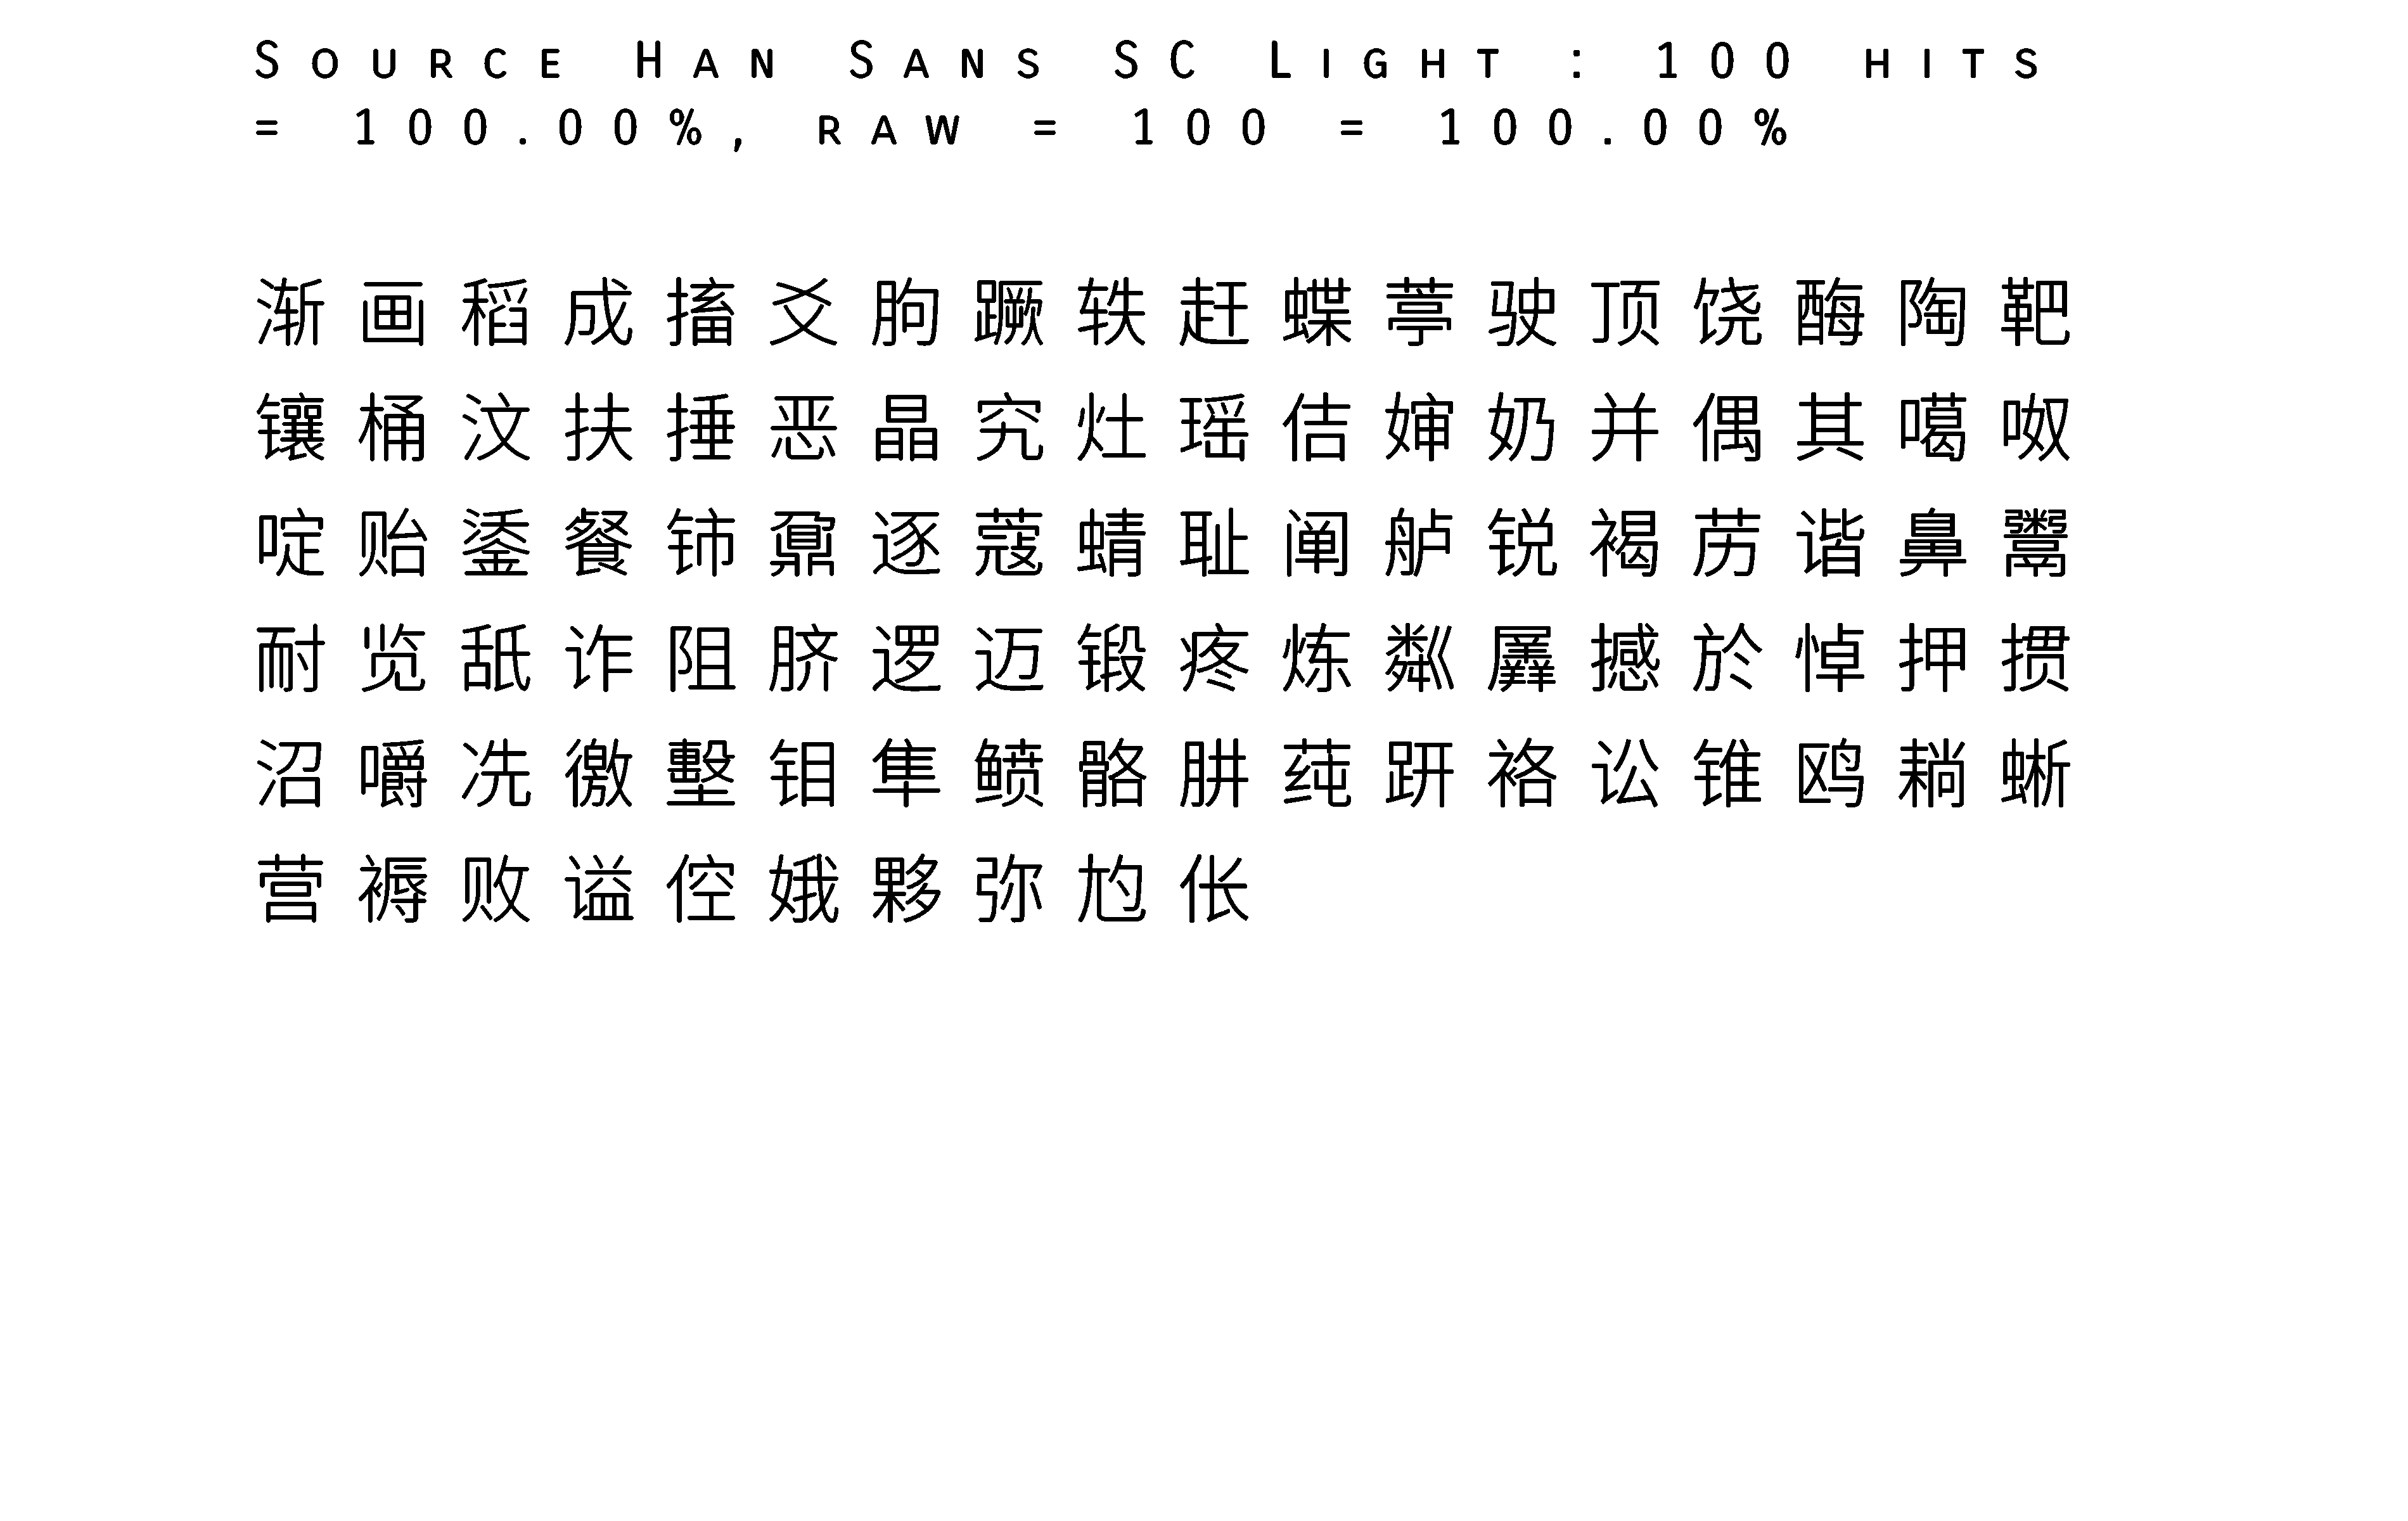 Source Han Sans SC Light : 100 hits
= 100.00%, raw = 100 = 100.00%
渐画稻成搐爻朐蹶轶赶蝶葶驶顶饶酶陶靶
镶桶汶扶捶恶晶究灶瑶佶婶奶并偶其噶呶
啶贻鋈餐铈鼐逐蔻蜻耻阐舻锐褐苈谐鼻鬻
耐览舐诈阻脐逻迈锻疼炼粼羼撼於悼押掼
沼嚼冼徼墼钼隼鲼骼肼莼趼袼讼锥鸥耥蜥
营褥败谥倥娥夥弥尥伥